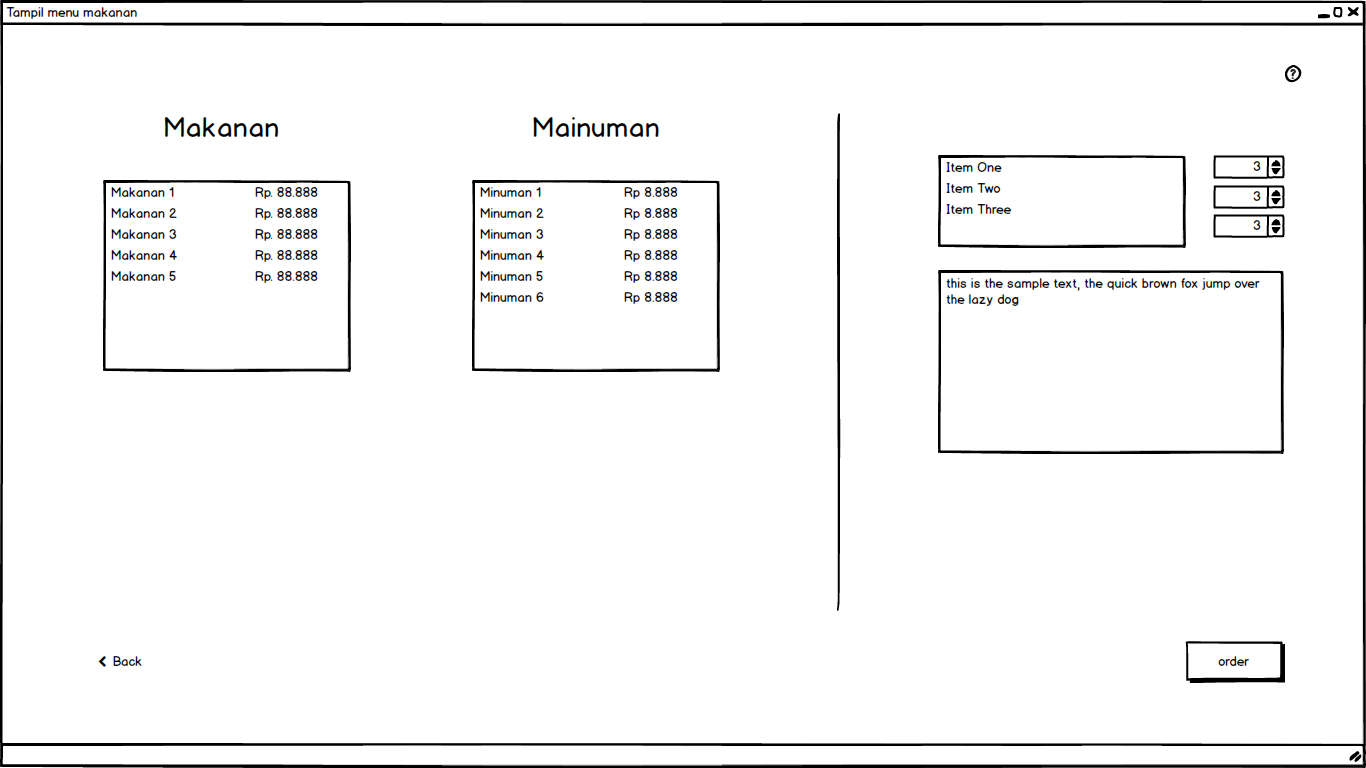 Tampil menu makanan
?
Makanan
Makanan 1 Rp. 88.888
Makanan 2 Rp. 88.888
Makanan 3 Rp. 88.888
Makanan 4 Rp. 88.888
Makanan 5 Rp. 88.888
Mainuman
Minuman 1 Rp 8.888
Minuman 2 Rp 8.888
Minuman 3 Rp 8.888
Minuman 4 Rp 8.888
Minuman 5 Rp 8.888
Minuman 6 Rp 8.888
Item One 3
Item Two 3
Item Three 3
this is the sample text, the quick brown fox jump over
the lazy dog
Back
order